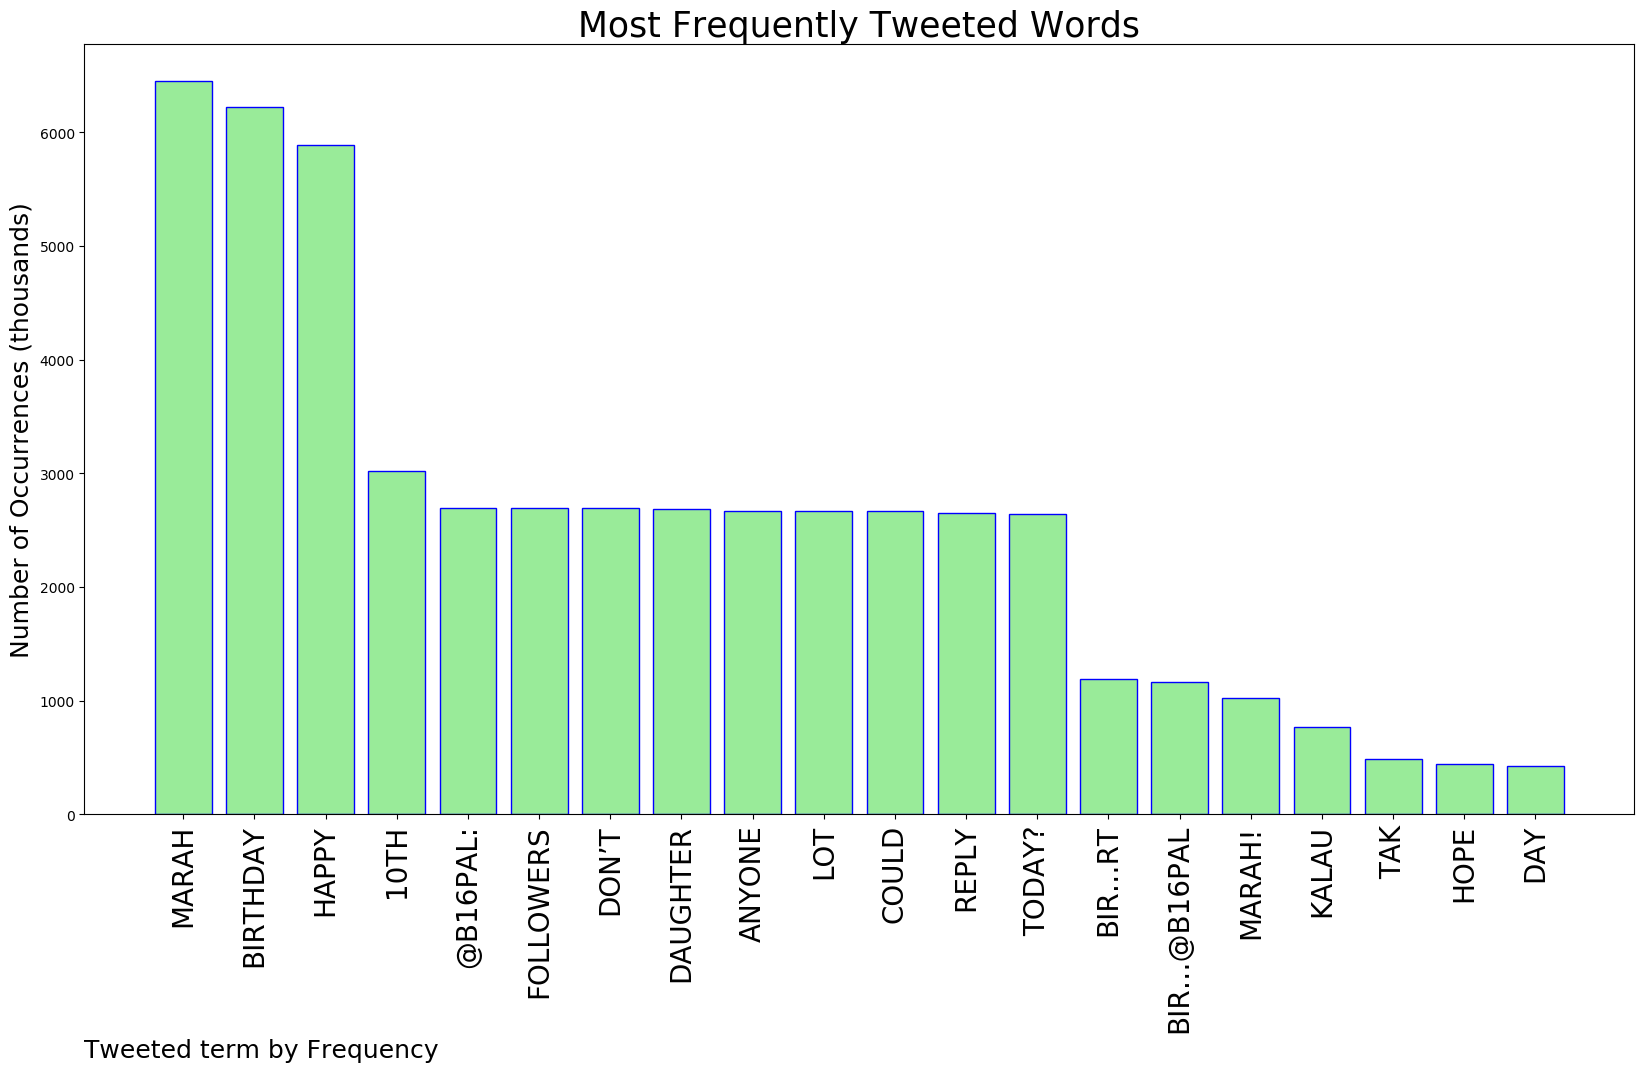 Most Frequently Tweeted Words
Number of Occurrences (thousands)
6000
5000
4000
3000
2000
1000
0
MARAH
BIRTHDAY
HAPPY
10TH
@B16PAL:
FOLLOWERS
DON’T
DAUGHTER
ANYONE
LOT
COULD
REPLY
TODAY?
BIR…RT
BIR…@B16PAL
MARAH!
KALAU
TAK
HOPE
DAY
Tweeted term by Frequency